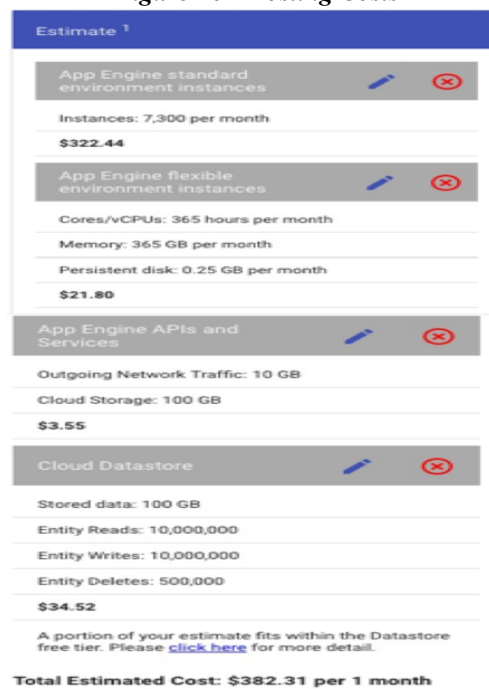 Estimate 1
App Engine standard
environment instances
Instances: 7,300 per month
$322.44
App Engine flexible
environment instances
Cores/vCPUs: 365 hours per month
Memory: 365 GB per month
Persistent disk: 0.25 GB per month
$21.80
App Engine APIs and
Services
Outgoing Network Traffic: 10 GB
Cloud Storage: 100 GB
$3.55
Cloud Datastore
Stored data: 100 GB
Entity Reads: 10,000,000
Entity Writes: 10,000,000
Entity Deletes: 500,000
$34.52
A portion of your estimate fits within the Datastore
free tier. Please click here for more detail.
Total Estimated Cost: $382.31 per 1 month